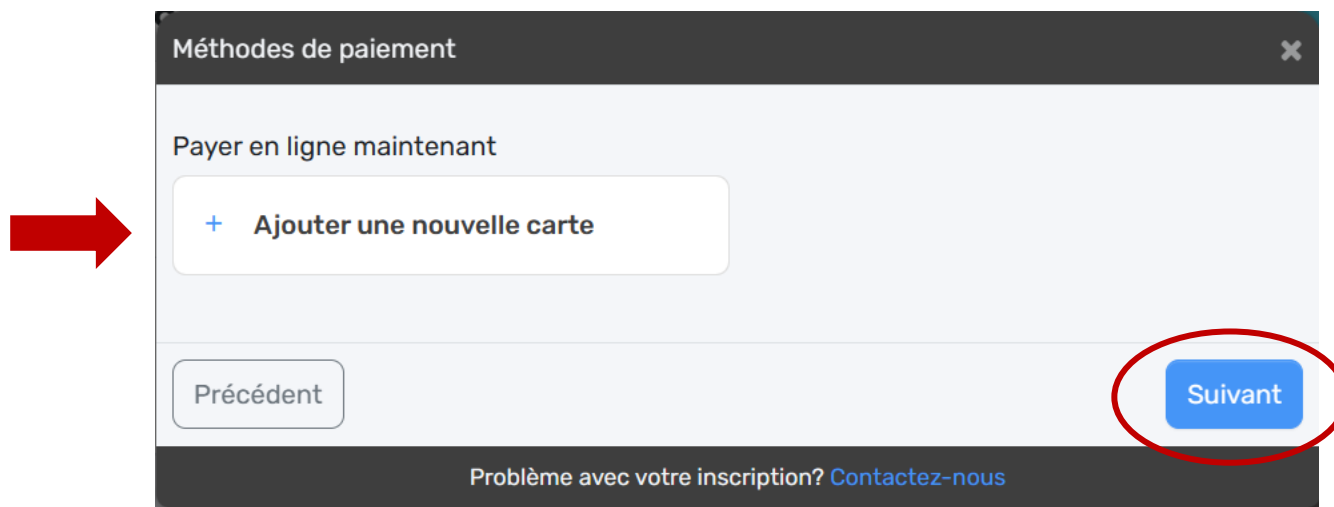 Méthodes de paiement
Payer en ligne maintenant
+ Ajouter une nouvelle carte
Précédent
Suivant
Problème avec votre inscription? Contactez-nous